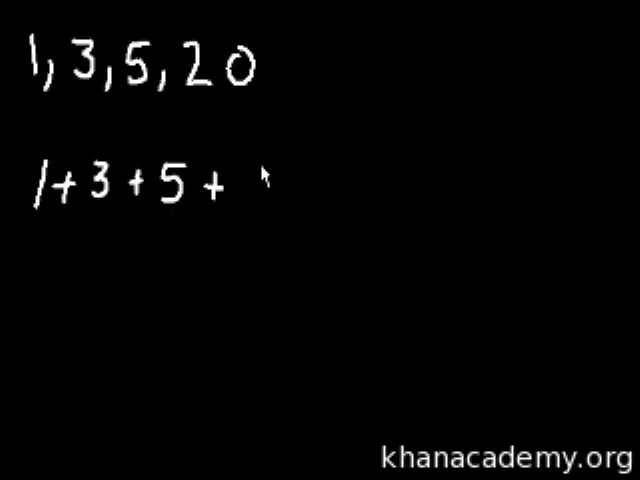 1, 3, 5, 20
1 + 3 + 5 +
khanacademy.org